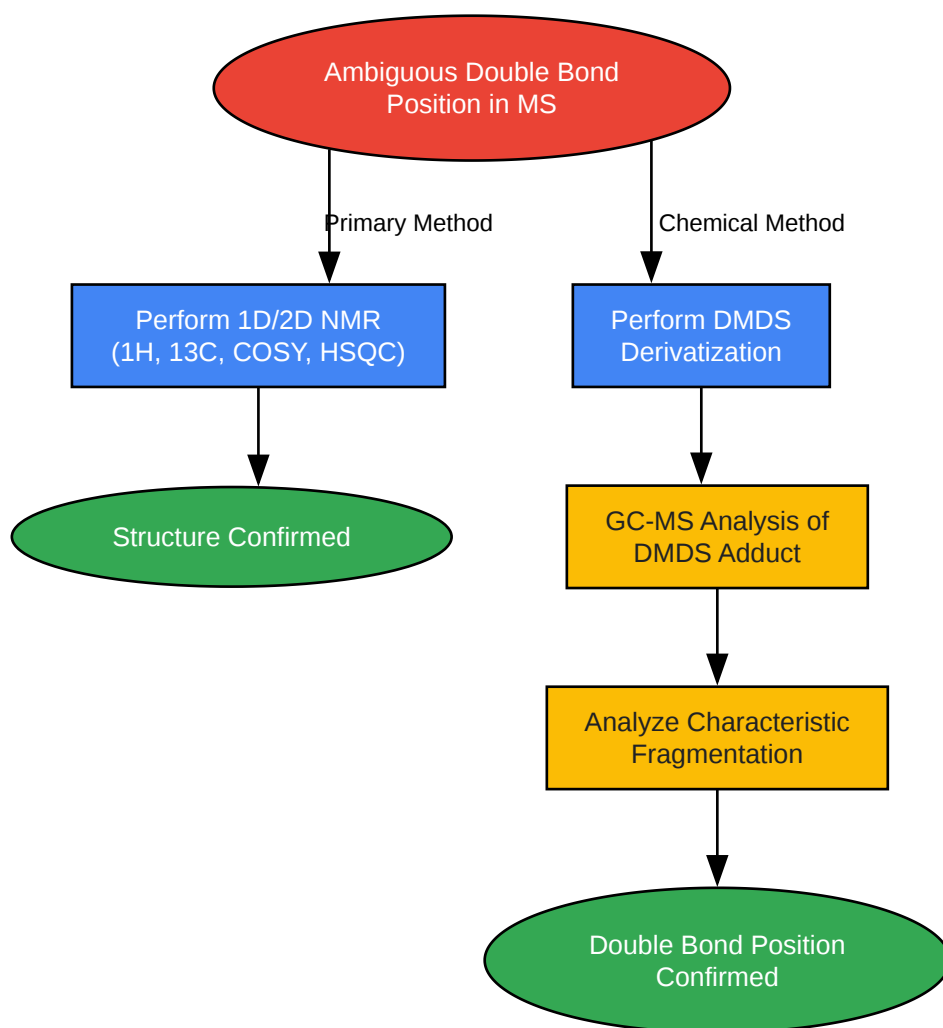 Ambiguous Double Bond
Position in MS
Primary Method
Chemical Method
Perform 1D/2D NMR
(1H, 13C, COSY, HSQC)
Perform DMDS
Derivatization
Structure Confirmed
GC-MS Analysis of
DMDS Adduct
Analyze Characteristic
Fragmentation
Double Bond Position
Confirmed